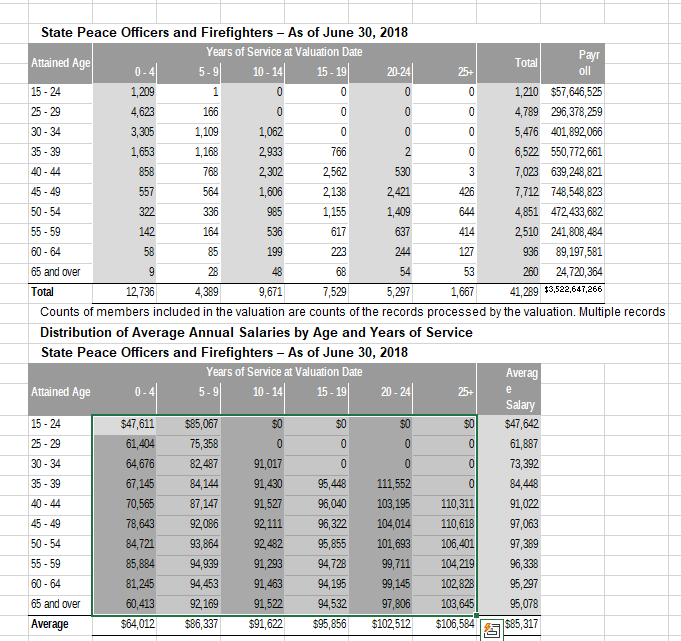 State Peace Officers and Firefighters – As of June 30, 2018
Years of Service at Valuation Date
Attained Age 0 - 4 5 - 9 10 - 14 15 - 19 20-24 25+ Total Payr
oll
15 - 24 1,209 1 0 0 0 0 1,210 $57,646,525
25 - 29 4,623 166 0 0 0 0 4,789 296,378,259
30 - 34 3,305 1,109 1,062 0 0 0 5,476 401,892,066
35 - 39 1,653 1,168 2,933 766 2 0 6,522 550,772,661
40 - 44 858 768 2,302 2,562 530 3 7,023 639,248,821
45 - 49 557 564 1,606 2,138 2,421 426 7,712 748,548,823
50 - 54 322 336 985 1,155 1,409 644 4,851 472,433,682
55 - 59 142 164 536 617 637 414 2,510 241,808,484
60 - 64 58 85 199 223 244 127 936 89,197,581
65 and over 9 28 48 68 54 53 260 24,720,364
Total 12,736 4,389 9,671 7,529 5,297 1,667 41,289 $3,522,647,266
Counts of members included in the valuation are counts of the records processed by the valuation. Multiple records
Distribution of Average Annual Salaries by Age and Years of Service
State Peace Officers and Firefighters – As of June 30, 2018
Years of Service at Valuation Date
Attained Age 0 - 4 5 - 9 10 - 14 15 - 19 20 - 24 25+ Averag
e
Salary
15 - 24 $47,611 $85,067 $0 $0 $0 $0 $47,642
25 - 29 61,404 75,358 0 0 0 0 61,887
30 - 34 64,676 82,487 91,017 0 0 0 73,392
35 - 39 67,145 84,144 91,430 95,448 111,552 0 84,448
40 - 44 70,565 87,147 91,527 96,040 103,195 110,311 91,022
45 - 49 78,643 92,086 92,111 96,322 104,014 110,618 97,063
50 - 54 84,721 93,864 92,482 95,855 101,693 106,401 97,389
55 - 59 85,884 94,939 91,293 94,728 99,711 104,219 96,338
60 - 64 81,245 94,453 91,463 94,195 99,145 102,828 95,297
65 and over 60,413 92,169 91,522 94,532 97,806 103,645 95,078
Average $64,012 $86,337 $91,622 $95,856 $102,512 $106,584 $85,317